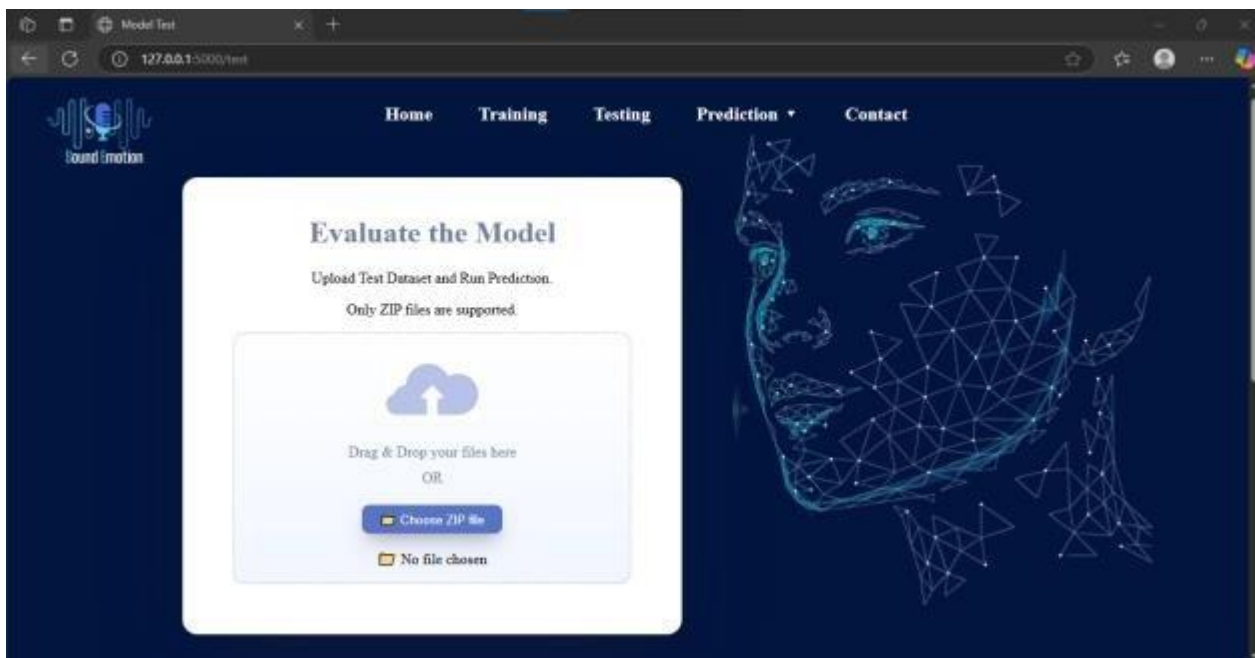 Model Test
127.0.0.1:5000/test
Sound Emotion
Home Training Testing Prediction Contact
Evaluate the Model
Upload Test Dataset and Run Prediction.
Only ZIP files are supported.
Drag & Drop your files here
OR
Choose ZIP file
No file chosen